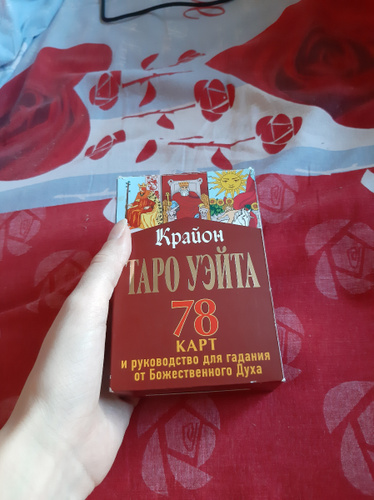 Крайон
ТАРО УЭЙТА
78
КАРТ
и руководство для гадания
от Божественного Духа